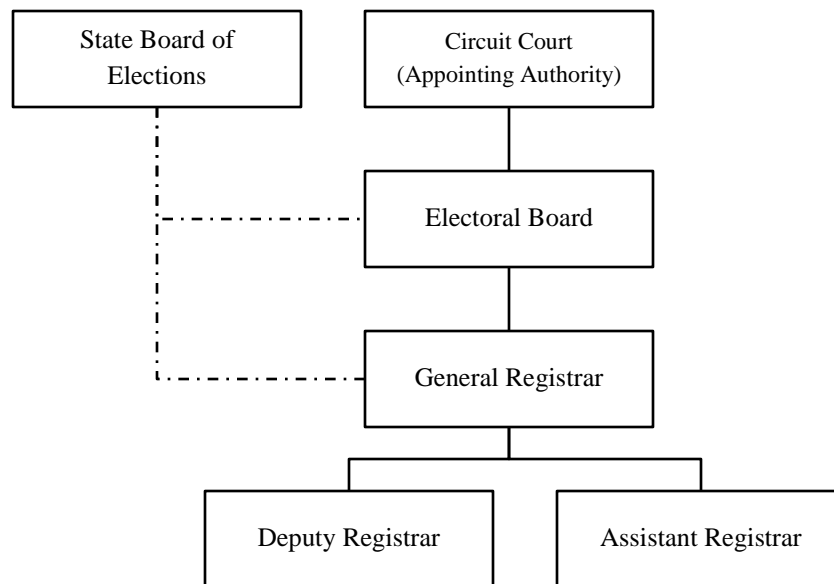 State Board of
Elections
Circuit Court
(Appointing Authority)
Electoral Board
General Registrar
Deputy Registrar
Assistant Registrar